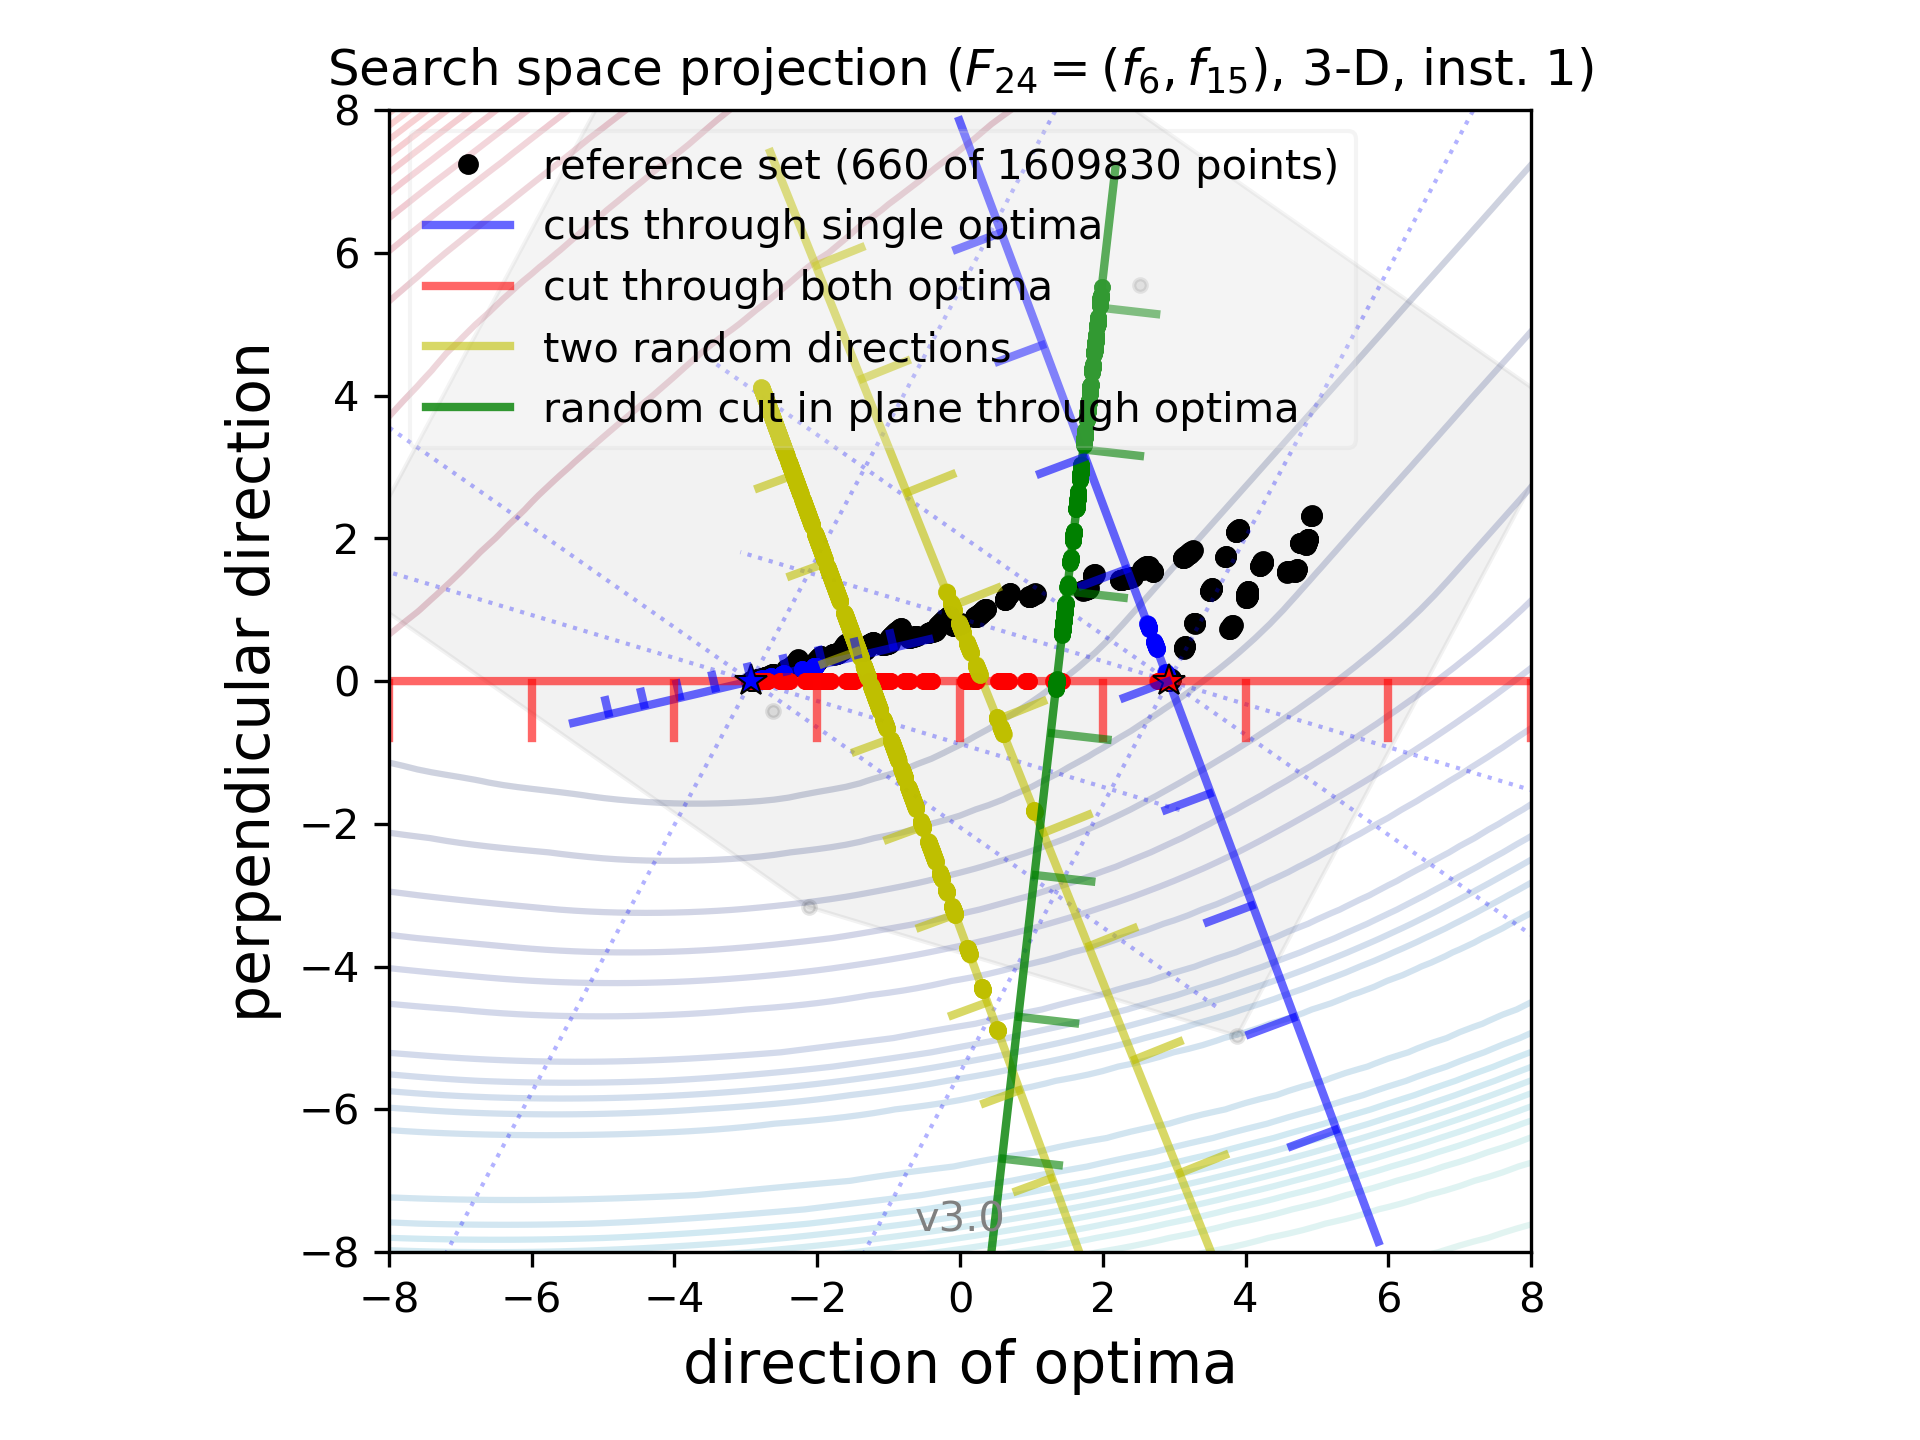 Search space projection (F₂₄ = (f₆, f₁₅), 3-D, inst. 1)
reference set (660 of 1609830 points)
cuts through single optima
cut through both optima
two random directions
random cut in plane through optima
8
6
4
2
0
−2
−4
−6
−8
perpendicular direction
v3.0
−8 −6 −4 −2 0 2 4 6 8
direction of optima